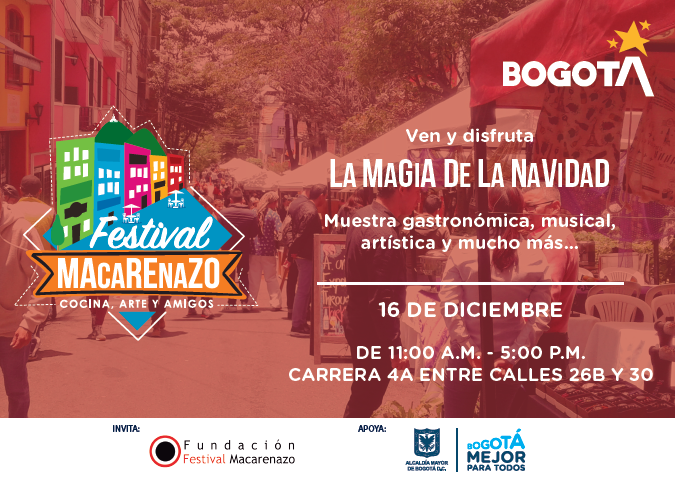 BOGOTÁ
Ven y disfruta
LA MAGIA DE LA NAVIDAD
Muestra gastronómica, musical,
artística y mucho más...
16 DE DICIEMBRE
DE 11:00 A.M. - 5:00 P.M.
CARRERA 4A ENTRE CALLES 26B Y 30
Festival
MACARENAZO
COCINA, ARTE Y AMIGOS
INVITA:
Fundación
Festival Macarenazo
APOYA:
ALCALDÍA MAYOR
DE BOGOTÁ D.C.
BOGOTÁ
MEJOR
PARA TODOS